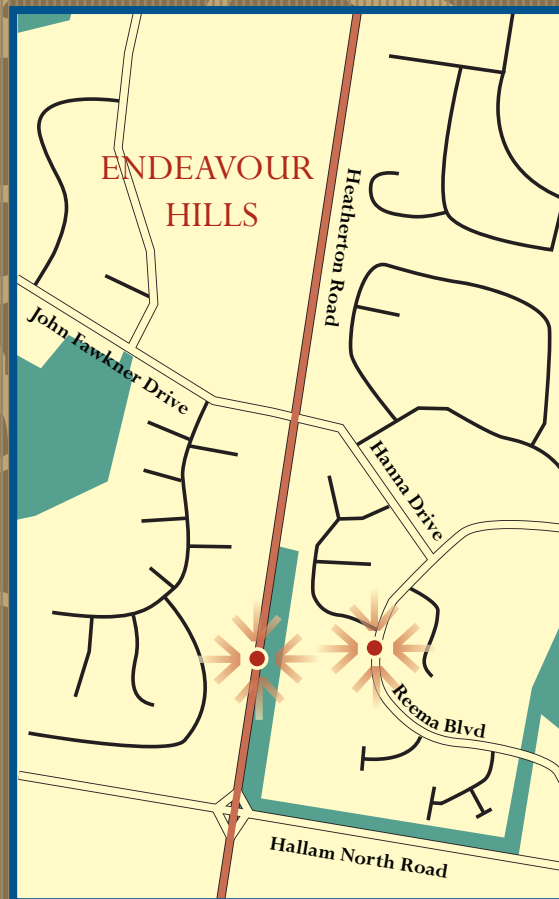 ENDEAVOUR
HILLS
Heatherton Road
John Fawkner Drive
Hanna Drive
Reema Blvd
Hallam North Road